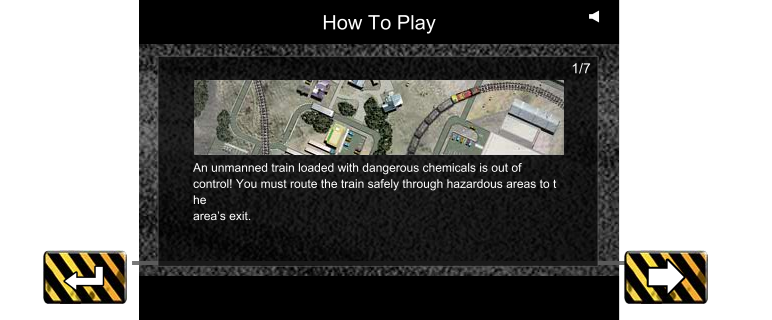 How To Play
1/7
An unmanned train loaded with dangerous chemicals is out of
control! You must route the train safely through hazardous areas to t
he
area's exit.